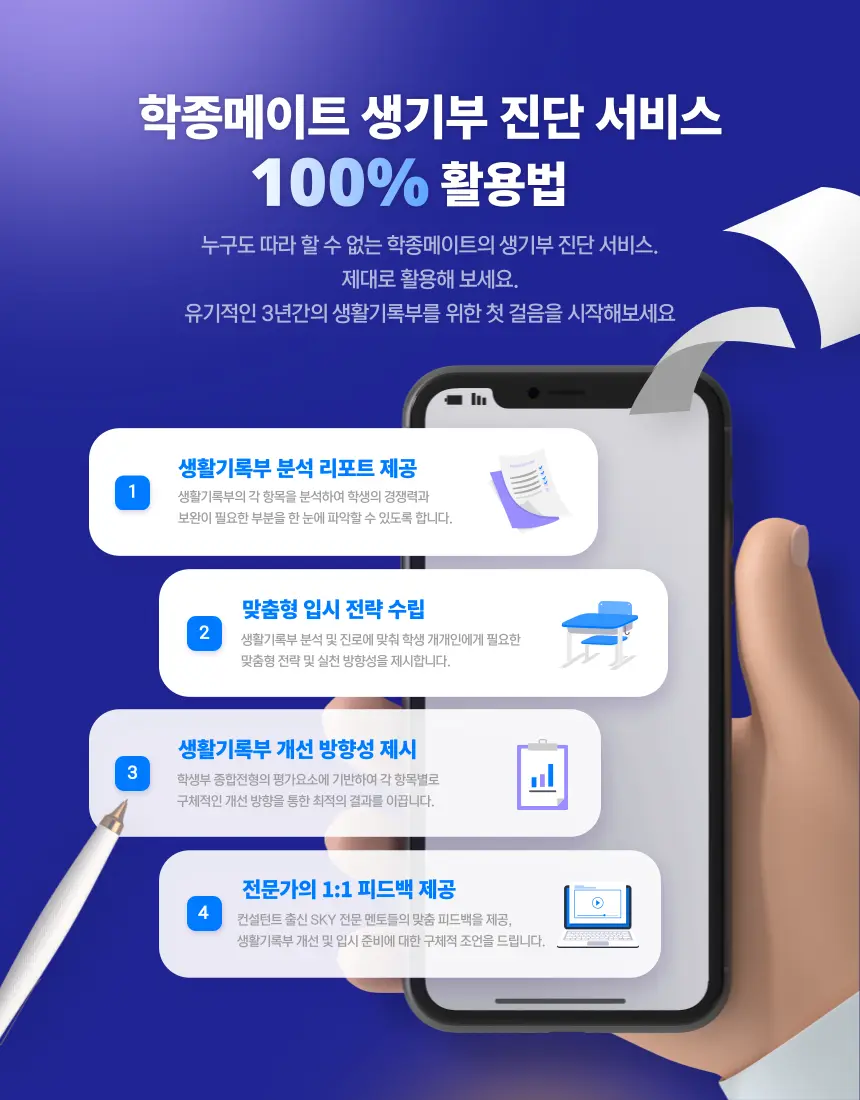 학종메이트 생기부 진단 서비스
100% 활용법
누구도 따라 할 수 없는 학종메이트의 생기부 진단 서비스.
제대로 활용해 보세요.
유기적인 3년간의 생활기록부를 위한 첫 걸음을 시작해보세요
1
생활기록부 분석 리포트 제공
생활기록부의 각 항목을 분석하여 학생의 경쟁력과
보완이 필요한 부분을 한 눈에 파악할 수 있도록 합니다.
2
맞춤형 입시 전략 수립
생활기록부 분석 및 진로에 맞춰 학생 개개인에게 필요한
맞춤형 전략 및 실천 방향성을 제시합니다.
3
생활기록부 개선 방향성 제시
학생부 종합전형의 평가요소에 기반하여 각 항목별로
구체적인 개선 방향을 통한 최적의 결과를 이끕니다.
4
전문가의 1:1 피드백 제공
컨설턴트 출신 SKY 전문 멘토들의 맞춤 피드백을 제공,
생활기록부 개선 및 입시 준비에 대한 구체적 조언을 드립니다.